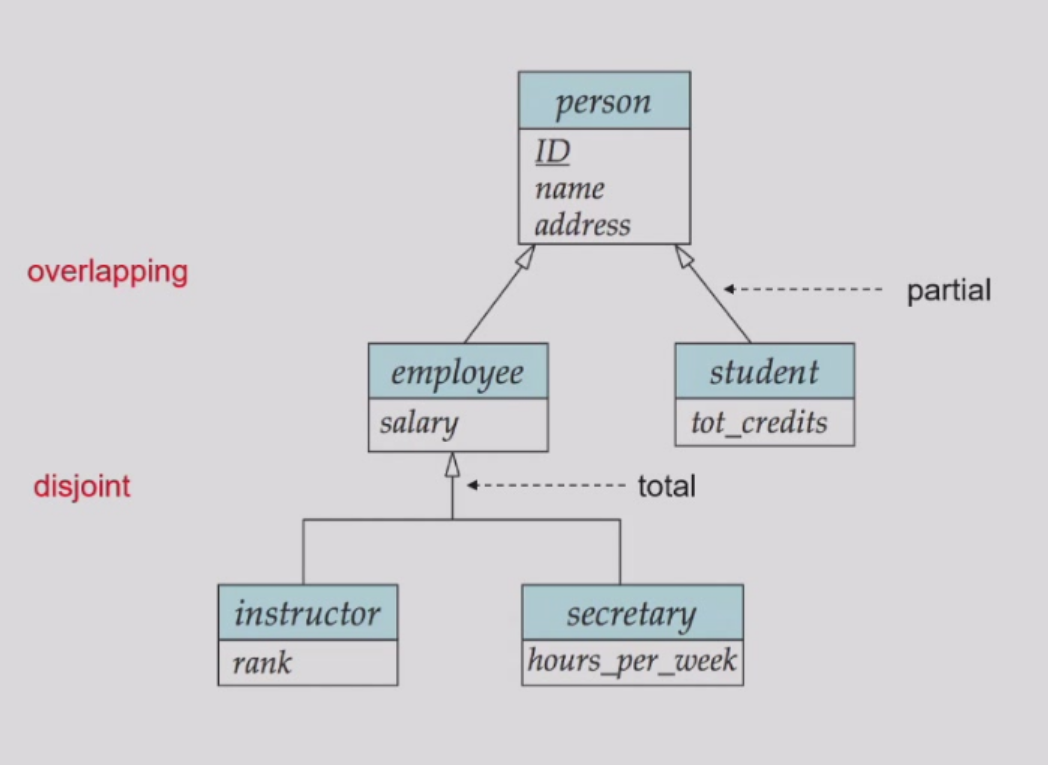 person
ID
name
address
overlapping
partial
employee
student
salary
tot_credits
disjoint
total
instructor
secretary
rank
hours_per_week